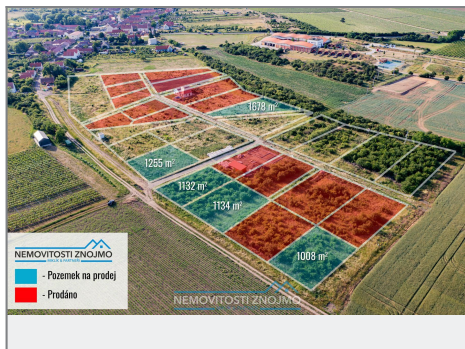 1678 m²
1255 m²
1132 m²
1134 m²
1008 m²
NEMOVITOSTI ZNOJMO
- Pozemek na prodej
- Prodáno
NEMOVITOSTI ZNOJMO